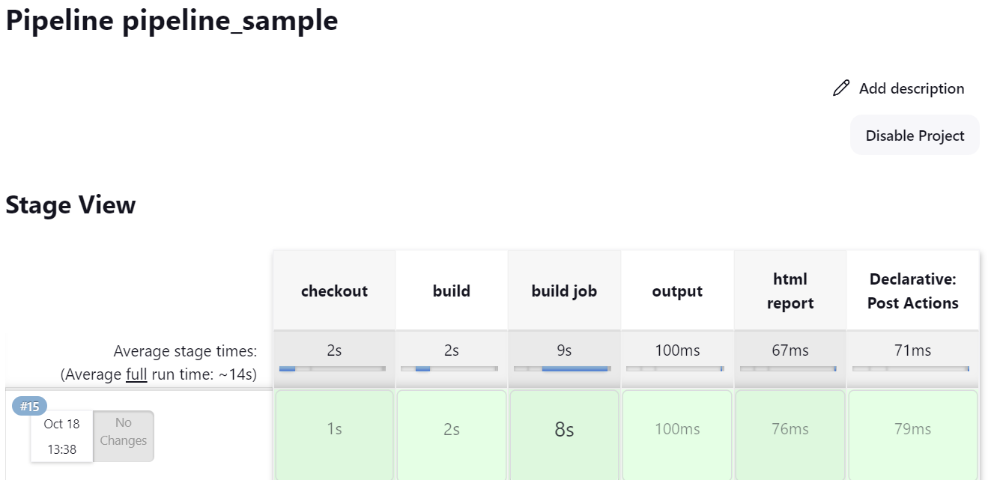 Pipeline pipeline_sample
Add description
Disable Project
Stage View
checkout
build
build job
output
html
report
Declarative:
Post Actions
Average stage times:
(Average full run time: ~14s)
2s
2s
9s
100ms
67ms
71ms
#15
Oct 18
13:38
No
Changes
1s
2s
8s
100ms
76ms
79ms